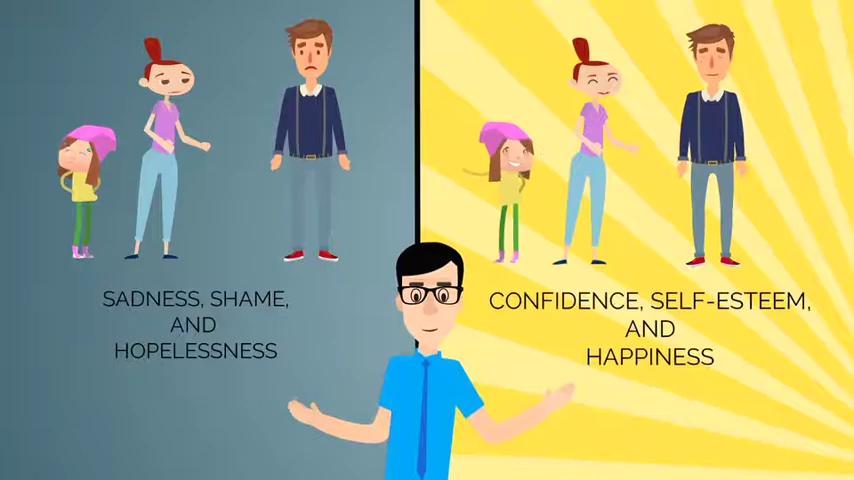 SADNESS, SHAME,
AND
HOPELESSNESS
CONFIDENCE, SELF-ESTEEM,
AND
HAPPINESS